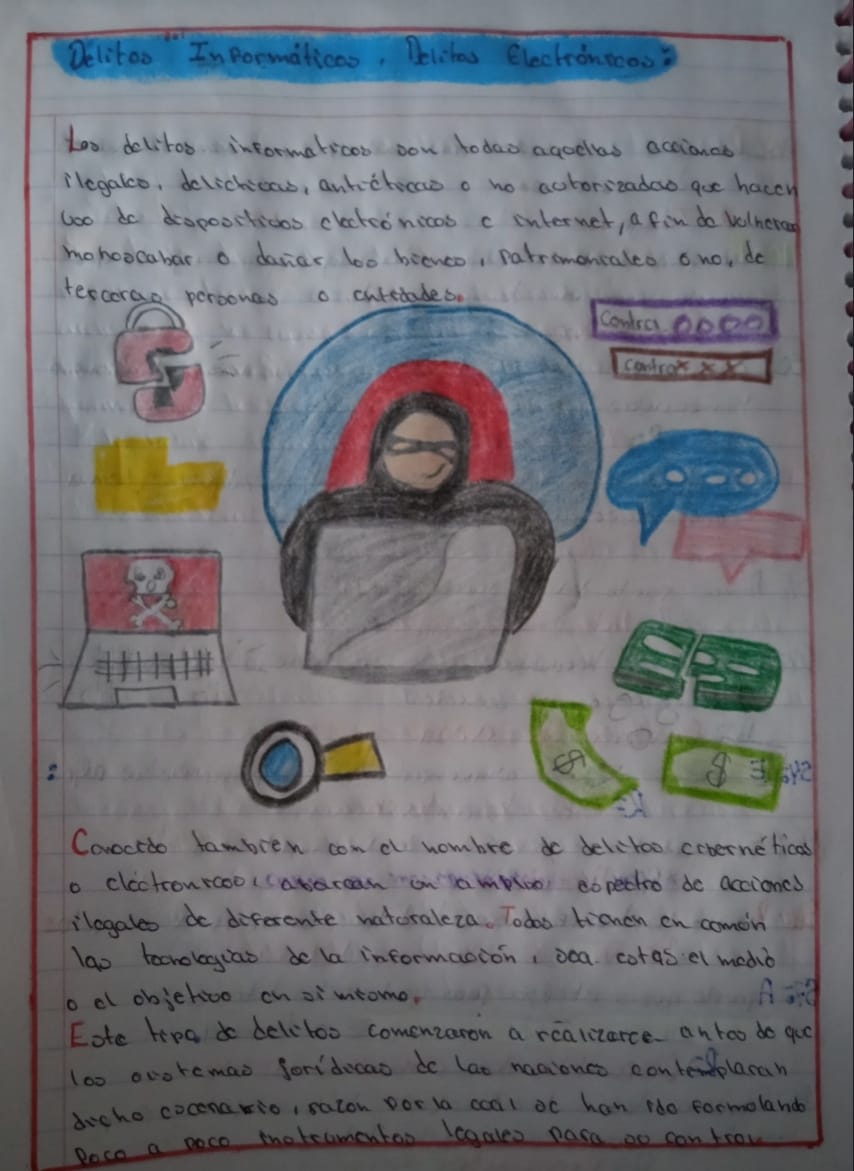 Delitos Informáticos, Delitos Electrónicos:
Los delitos informaticos son todas aquellas acciones
ilegales, delictivas, antiéticas o no autorizadas que hacen
uso de dispositivos electrónicos e internet, a fin de vulnerar
menoscabar o dañar los bienes, patrimoniales o no, de
terceras personas o entidades.
Contra
Contra x x x
$
$
Conocido tambien con el nombre de delitos cibernéticos
o electronicos, abarcan un amplio espectro de acciones
ilegales de diferente naturaleza. Todos tienen en común
las tecnologias de la información, sea estas el medio
o el objetivo en si mismo.
Este tipo de delitos comenzaron a realizarce antes de que
los sistemas jurídicos de las naciones contemplaran
dicho escenario, razon por la cual se han ido formulando
poco a poco instrumentos legales para su control